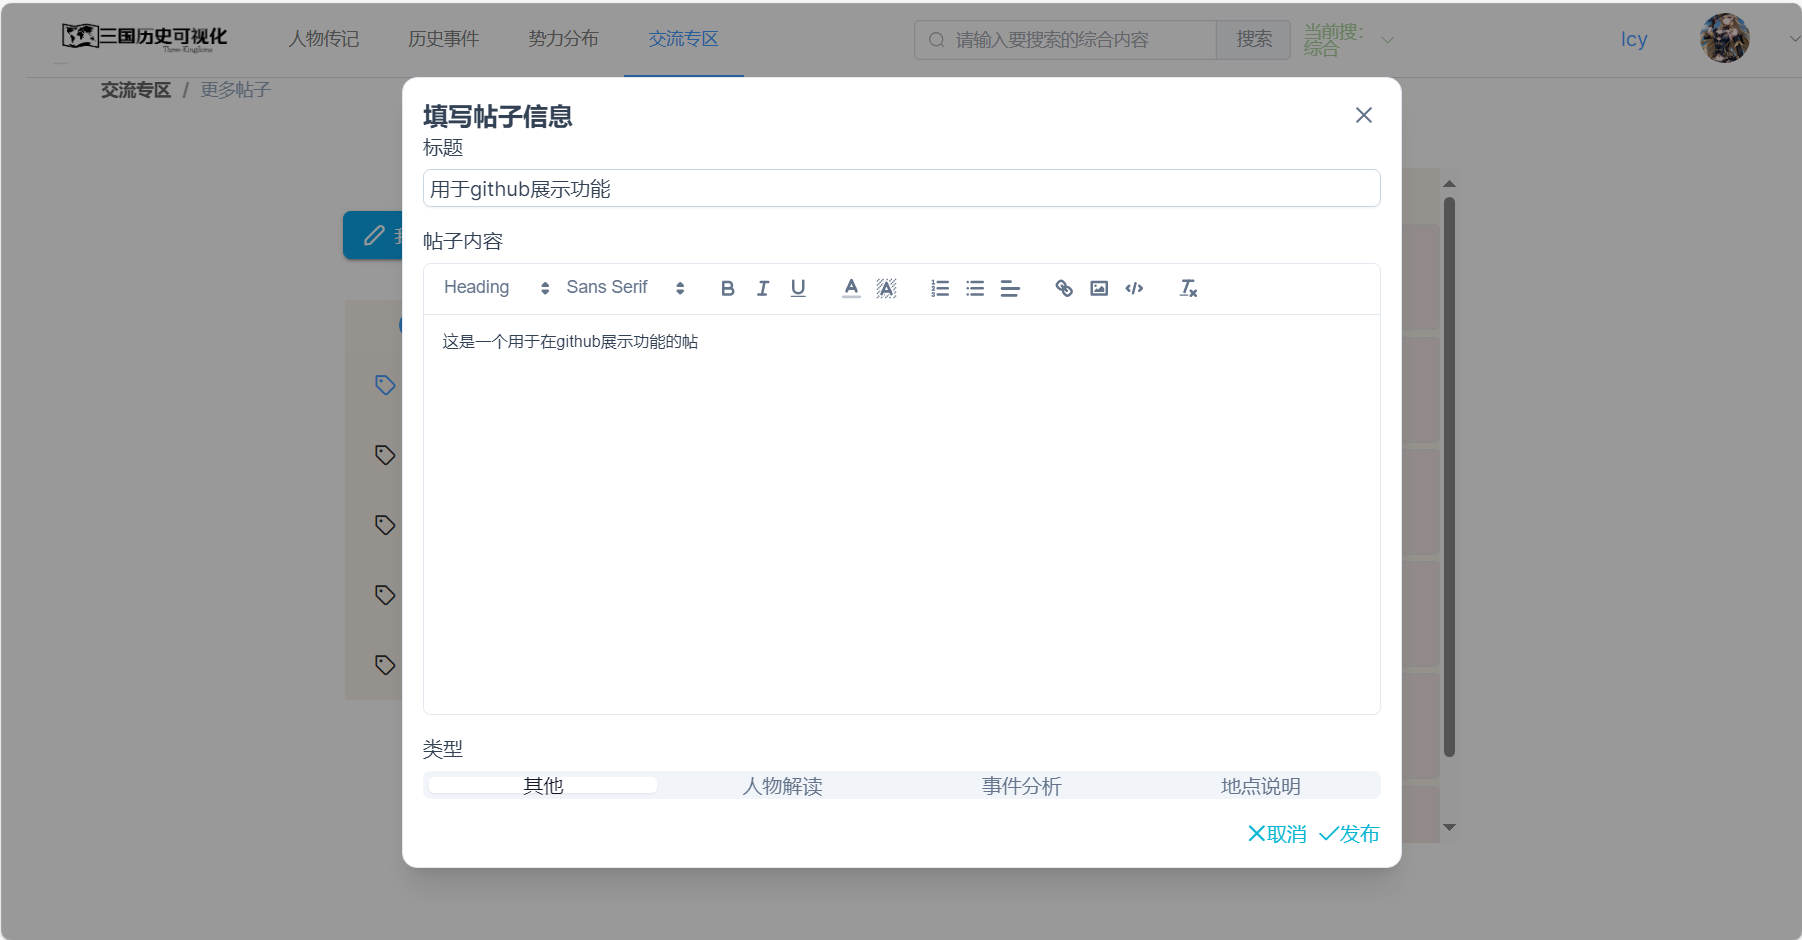 三国历史可视化
Three-Kingdoms
人物传记
历史事件
势力分布
交流专区
请输入要搜索的综合内容
搜索
当前搜：
综合
Icy
交流专区 / 更多帖子
填写帖子信息
标题
用于github展示功能
帖子内容
Heading
Sans Serif
这是一个用于在github展示功能的帖
类型
其他
人物解读
事件分析
地点说明
取消
发布